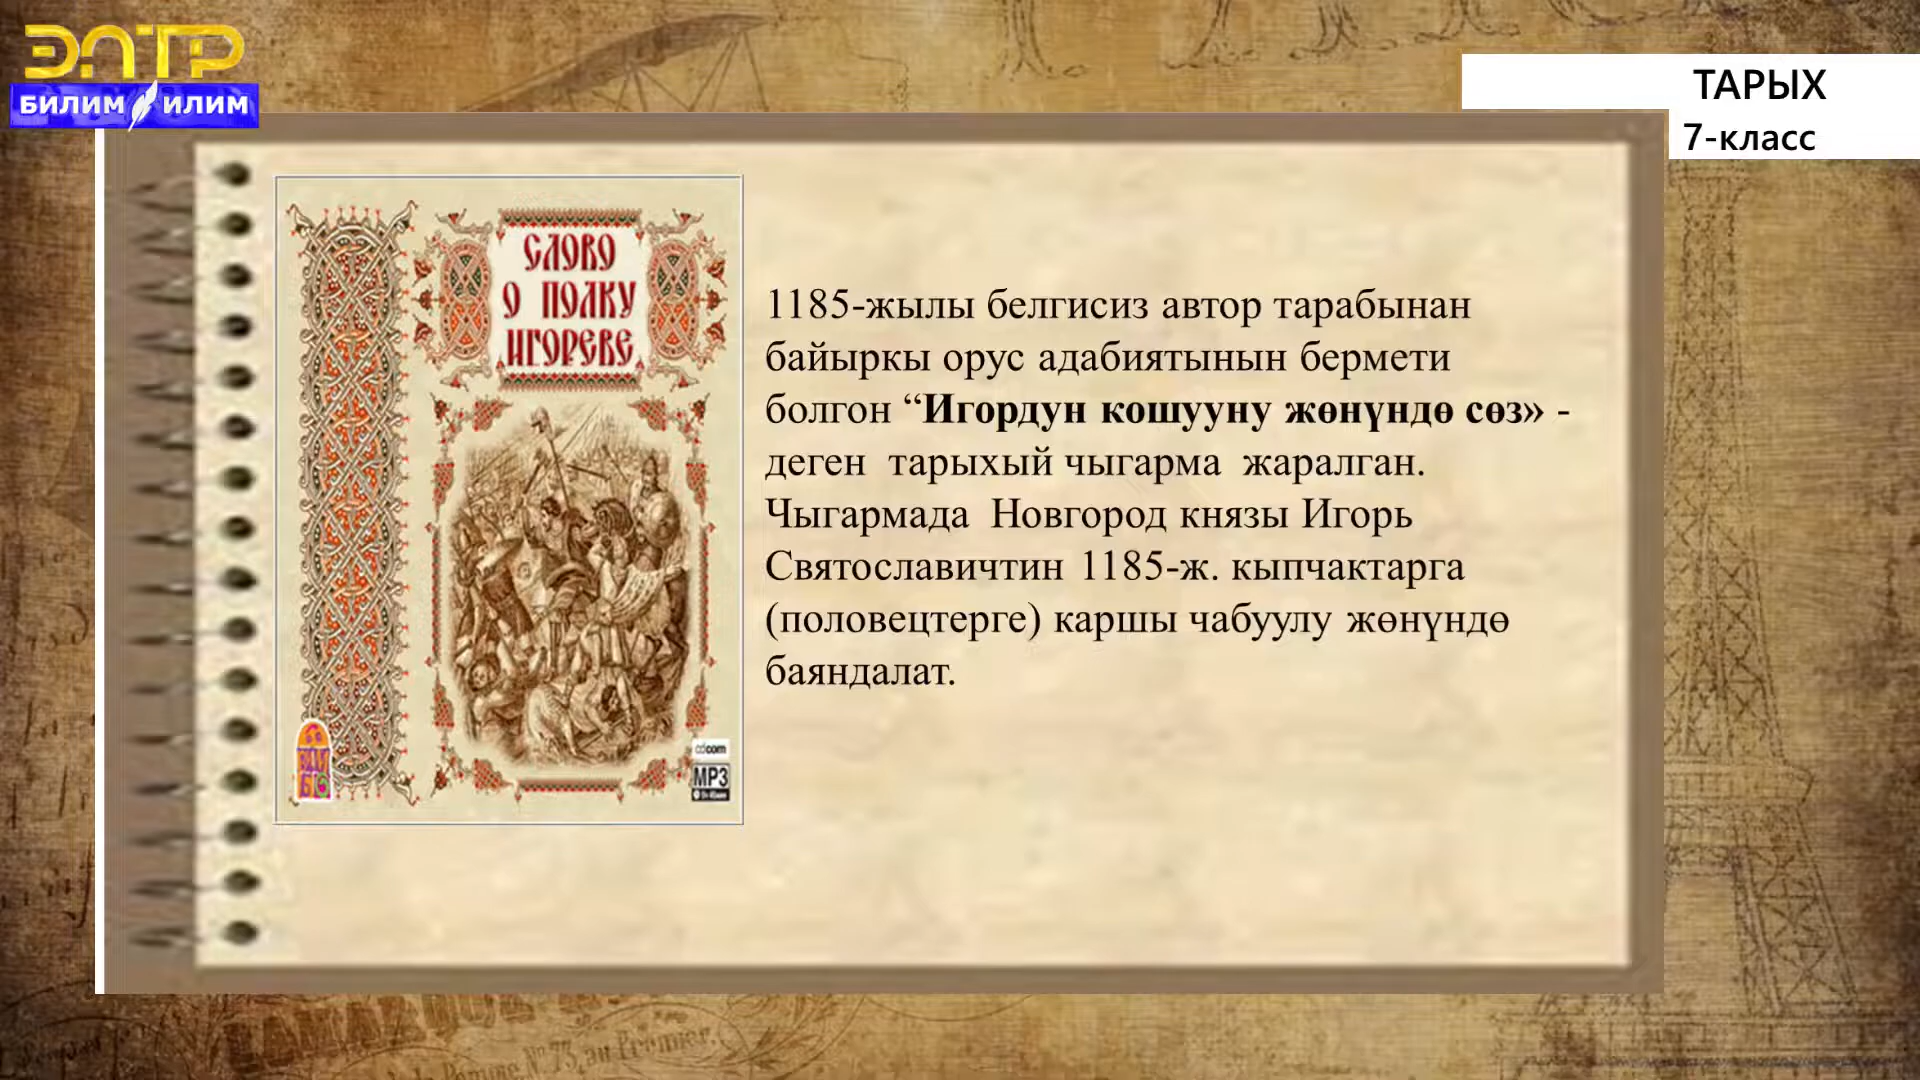 ЭЛТР
БИЛИМ ИЛИМ
ТАРЫХ
7-класс
СЛОВО
О ПОЛКУ
ИГОРЕВЕ
cdcom
MP3
1185-жылы белгисиз автор тарабынан
байыркы орус адабиятынын бермети
болгон “Игордун кошууну жөнүндө сөз» -
деген тарыхый чыгарма жаралган.
Чыгармада Новгород князы Игорь
Святославичтин 1185-ж. кыпчактарга
(половецтерге) каршы чабуулу жөнүндө
баяндалат.